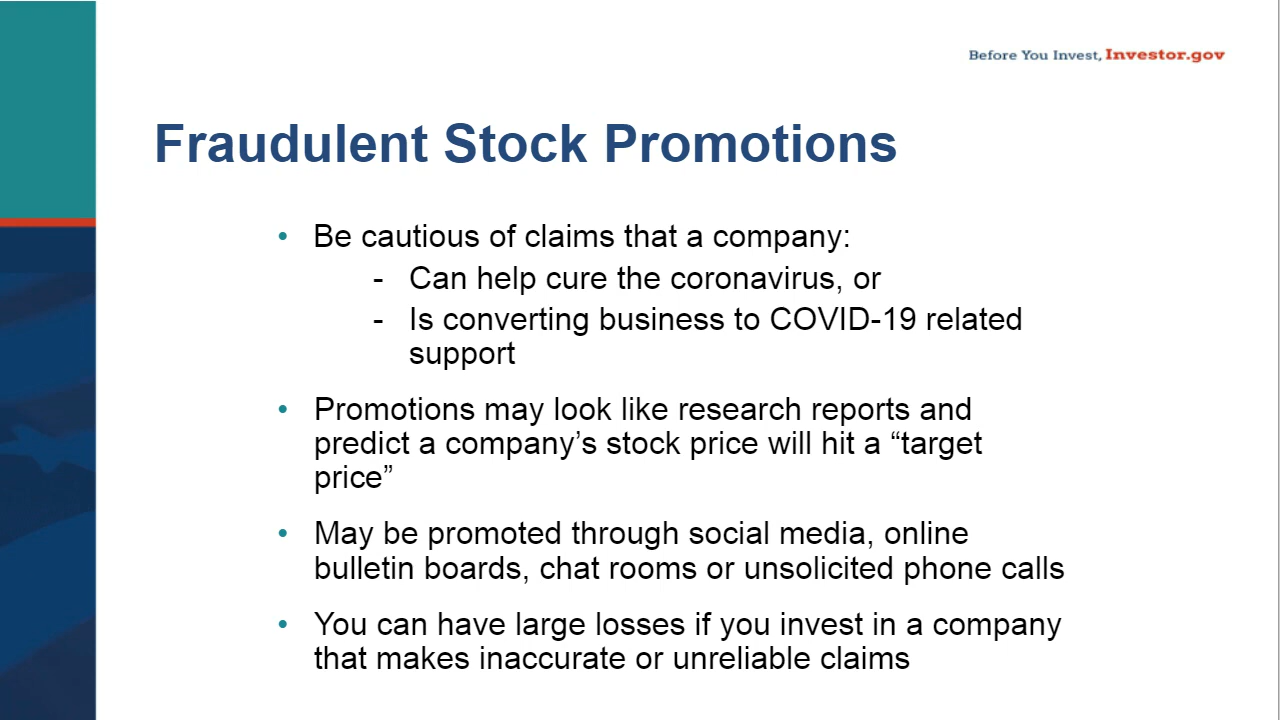 Before You Invest, Investor.gov
Fraudulent Stock Promotions
• Be cautious of claims that a company:
- Can help cure the coronavirus, or
- Is converting business to COVID-19 related
support
• Promotions may look like research reports and
predict a company’s stock price will hit a “target
price”
• May be promoted through social media, online
bulletin boards, chat rooms or unsolicited phone calls
• You can have large losses if you invest in a company
that makes inaccurate or unreliable claims